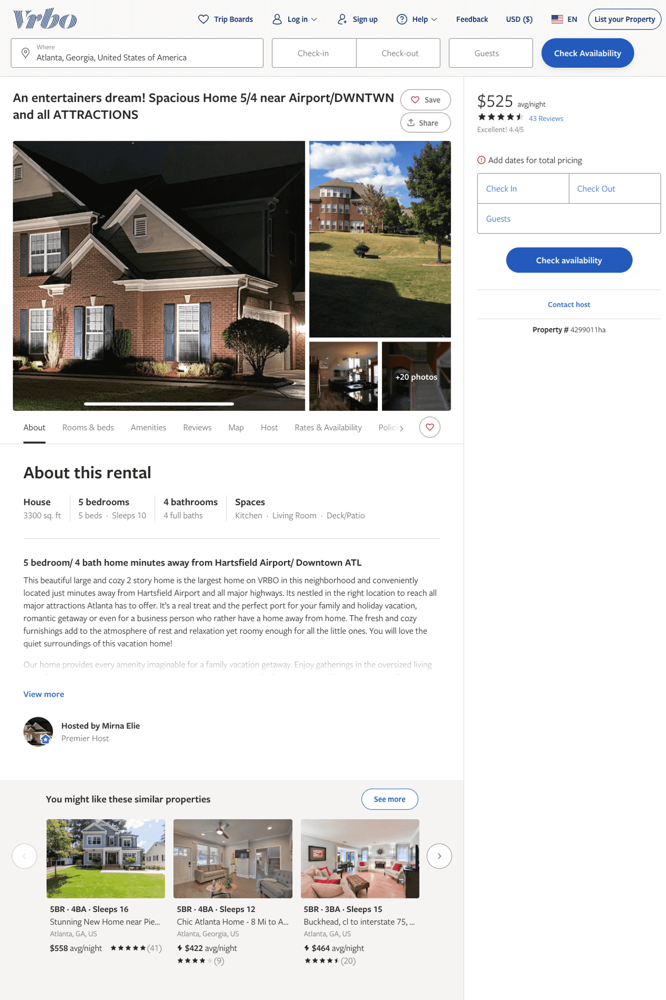 Vrbo
Trip Boards
Log in
Sign up
Help
Feedback
USD ($)
EN
List your Property
Where
Atlanta, Georgia, United States of America
Check-in
Check-out
Guests
Check Availability
An entertainers dream! Spacious Home 5/4 near Airport/DWNTWN
and all ATTRACTIONS
Save
Share
+20 photos
$525 avg/night
43 Reviews
Excellent! 4.4/5
Add dates for total pricing
Check In
Check Out
Guests
Check availability
Contact host
Property # 4299011ha
About
Rooms & beds
Amenities
Reviews
Map
Host
Rates & Availability
About this rental
House
3300 sq. ft
5 bedrooms
5 beds · Sleeps 10
4 bathrooms
4 full baths
Spaces
Kitchen · Living Room · Deck/Patio
5 bedroom/ 4 bath home minutes away from Hartsfield Airport/ Downtown ATL
This beautiful large and cozy 2 story home is the largest home on VRBO in this neighborhood and conveniently
located just minutes away from Hartsfield Airport and all major highways. Its nestled in the right location to reach all
major attractions Atlanta has to offer. It's a real treat and the perfect port for your family and holiday vacation,
romantic getaway or even for a business person who rather have a home away from home. The fresh and cozy
furnishings add to the atmosphere of rest and relaxation yet roomy enough for all the little ones. You will love the
quiet surroundings of this vacation home!
Our home provides every amenity imaginable for a family vacation getaway. Enjoy gatherings in the oversized living
View more
Hosted by Mirna Elie
Premier Host
You might like these similar properties
See more
5BR · 4BA · Sleeps 16
Stunning New Home near Pie...
Atlanta, GA, US
$558 avg/night
(41)
5BR · 4BA · Sleeps 12
Chic Atlanta Home - 8 Mi to A...
Atlanta, Georgia, US
$422 avg/night
(9)
5BR · 3BA · Sleeps 15
Buckhead, cl to interstate 75, ...
Atlanta, GA, US
$464 avg/night
(20)